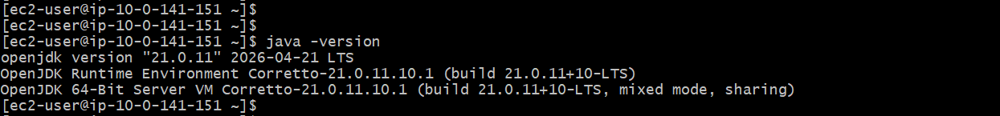 [ec2-user@ip-10-0-141-151 ~]$
[ec2-user@ip-10-0-141-151 ~]$
[ec2-user@ip-10-0-141-151 ~]$ java -version
openjdk version "21.0.11" 2026-04-21 LTS
OpenJDK Runtime Environment Corretto-21.0.11.10.1 (build 21.0.11+10-LTS)
OpenJDK 64-Bit Server VM Corretto-21.0.11.10.1 (build 21.0.11+10-LTS, mixed mode, sharing)
[ec2-user@ip-10-0-141-151 ~]$